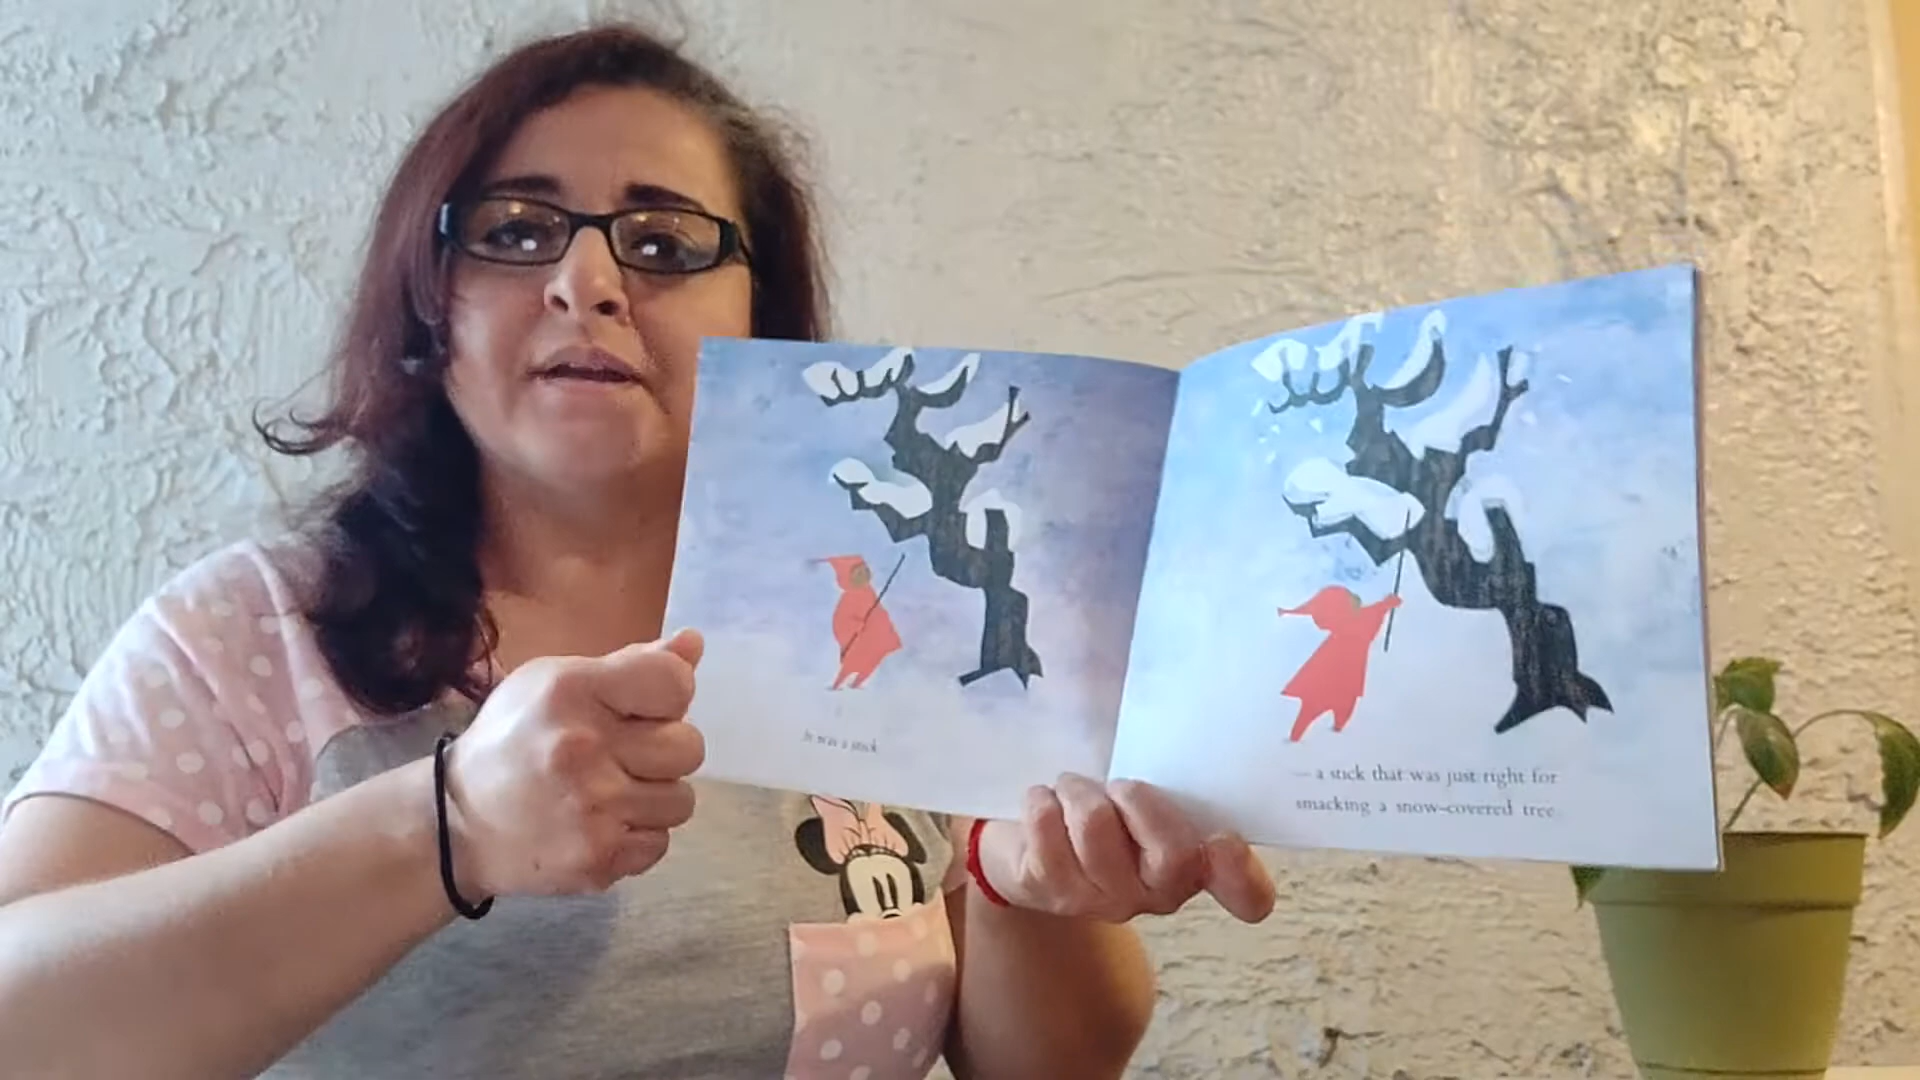 It was a stick
— a stick that was just right for
smacking a snow-covered tree.